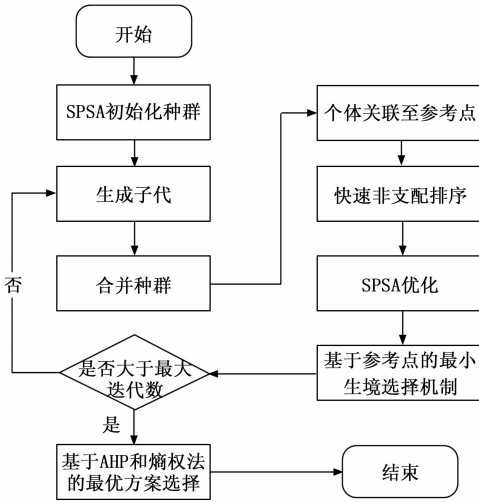 开始
SPSA初始化种群
生成子代
合并种群
个体关联至参考点
快速非支配排序
SPSA优化
基于参考点的最小
生境选择机制
是否大于最大
迭代数
否
是
基于AHP和熵权法
的最优方案选择
结束